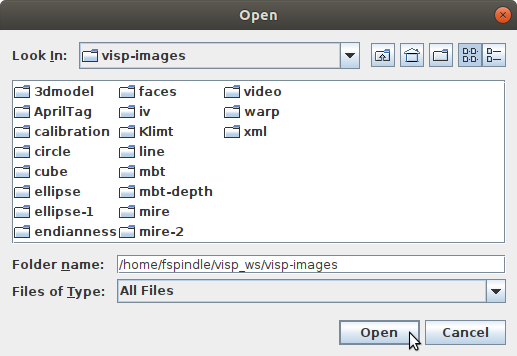 Open
Look In: visp-images
3dmodel faces video
AprilTag iv warp
calibration Klimt xml
circle line
cube mbt
ellipse mbt-depth
ellipse-1 mire
endianness mire-2
Folder name: /home/fspindle/visp_ws/visp-images
Files of Type: All Files
Open Cancel